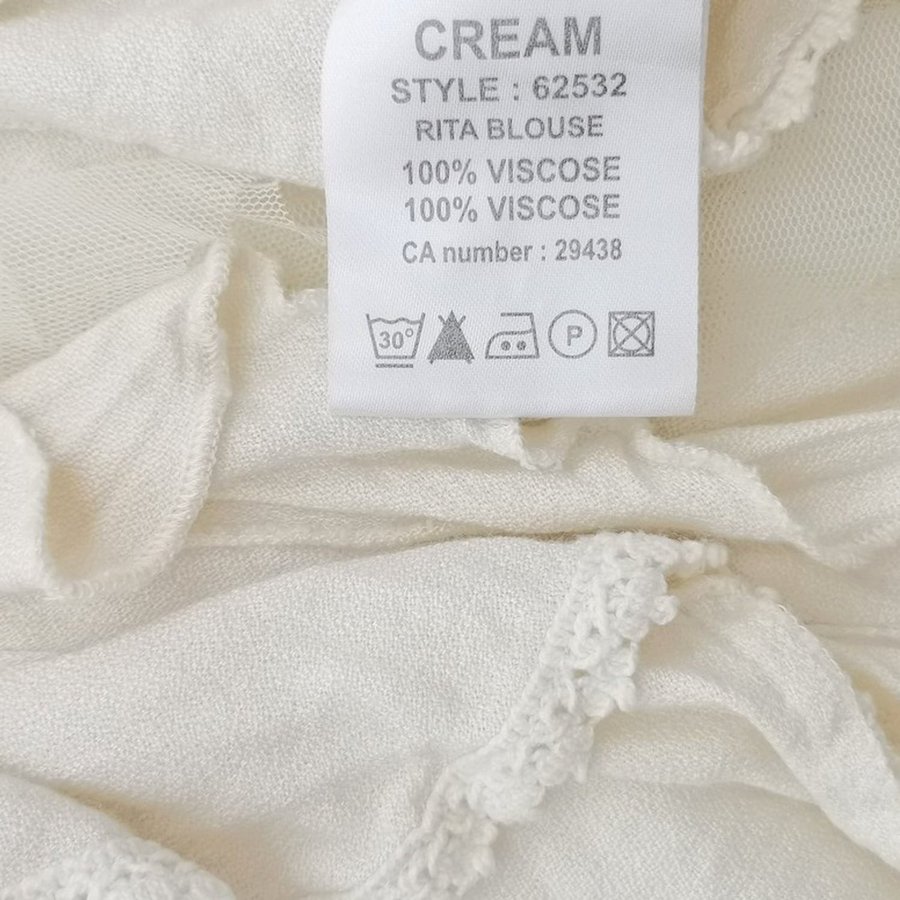 CREAM
STYLE : 62532
RITA BLOUSE
100% VISCOSE
100% VISCOSE
CA number : 29438
30° P